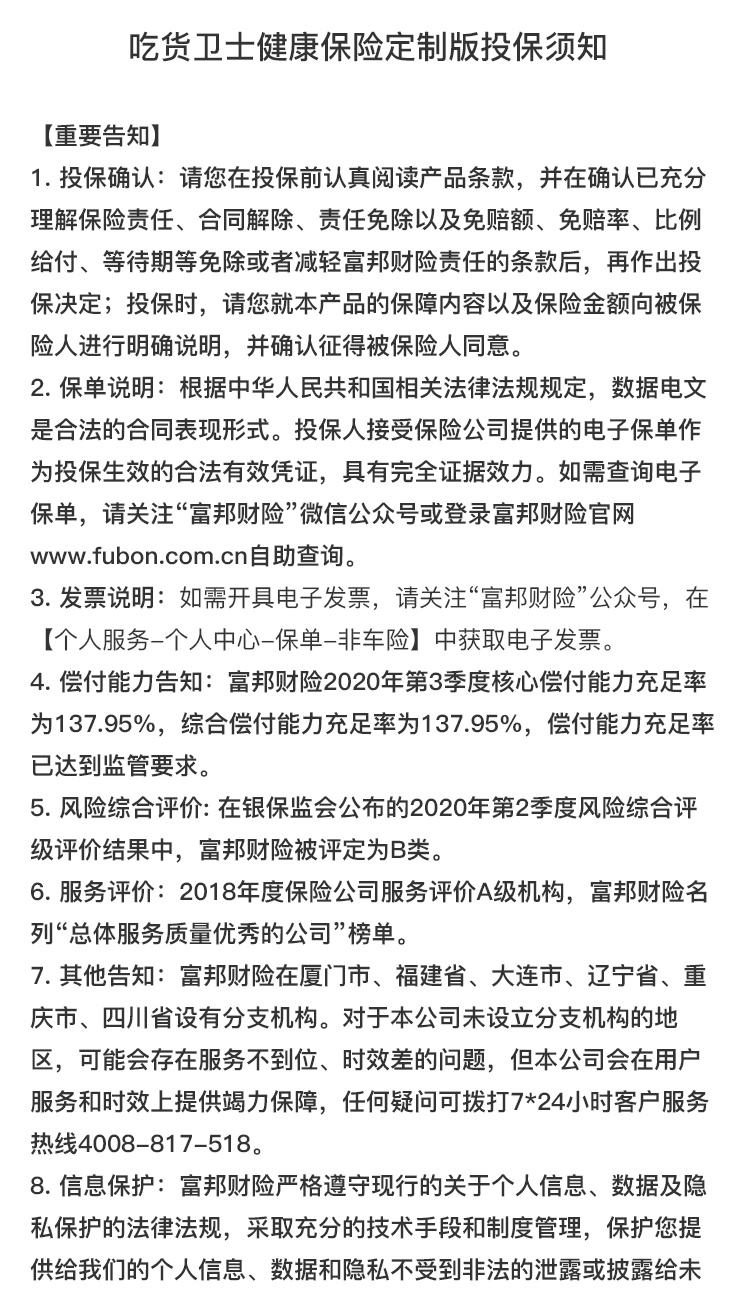 吃货卫士健康保险定制版投保须知
【重要告知】
1. 投保确认：请您在投保前认真阅读产品条款，并在确认已充分
理解保险责任、合同解除、责任免除以及免赔额、免赔率、比例
给付、等待期等免除或者减轻富邦财险责任的条款后，再作出投
保决定；投保时，请您就本产品的保障内容以及保险金额向被保
险人进行明确说明，并确认征得被保险人同意。
2. 保单说明：根据中华人民共和国相关法律法规规定，数据电文
是合法的合同表现形式。投保人接受保险公司提供的电子保单作
为投保生效的合法有效凭证，具有完全证据效力。如需查询电子
保单，请关注“富邦财险”微信公众号或登录富邦财险官网
www.fubon.com.cn自助查询。
3. 发票说明：如需开具电子发票，请关注“富邦财险”公众号，在
【个人服务–个人中心–保单–非车险】中获取电子发票。
4. 偿付能力告知：富邦财险2020年第3季度核心偿付能力充足率
为137.95%，综合偿付能力充足率为137.95%，偿付能力充足率
已达到监管要求。
5. 风险综合评价: 在银保监会公布的2020年第2季度风险综合评
级评价结果中，富邦财险被评定为B类。
6. 服务评价：2018年度保险公司服务评价A级机构，富邦财险名
列“总体服务质量优秀的公司”榜单。
7. 其他告知：富邦财险在厦门市、福建省、大连市、辽宁省、重
庆市、四川省设有分支机构。对于本公司未设立分支机构的地
区，可能会存在服务不到位、时效差的问题，但本公司会在用户
服务和时效上提供竭力保障，任何疑问可拨打7*24小时客户服务
热线4008–817–518。
8. 信息保护：富邦财险严格遵守现行的关于个人信息、数据及隐
私保护的法律法规，采取充分的技术手段和制度管理，保护您提
供给我们的个人信息、数据和隐私不受到非法的泄露或披露给未